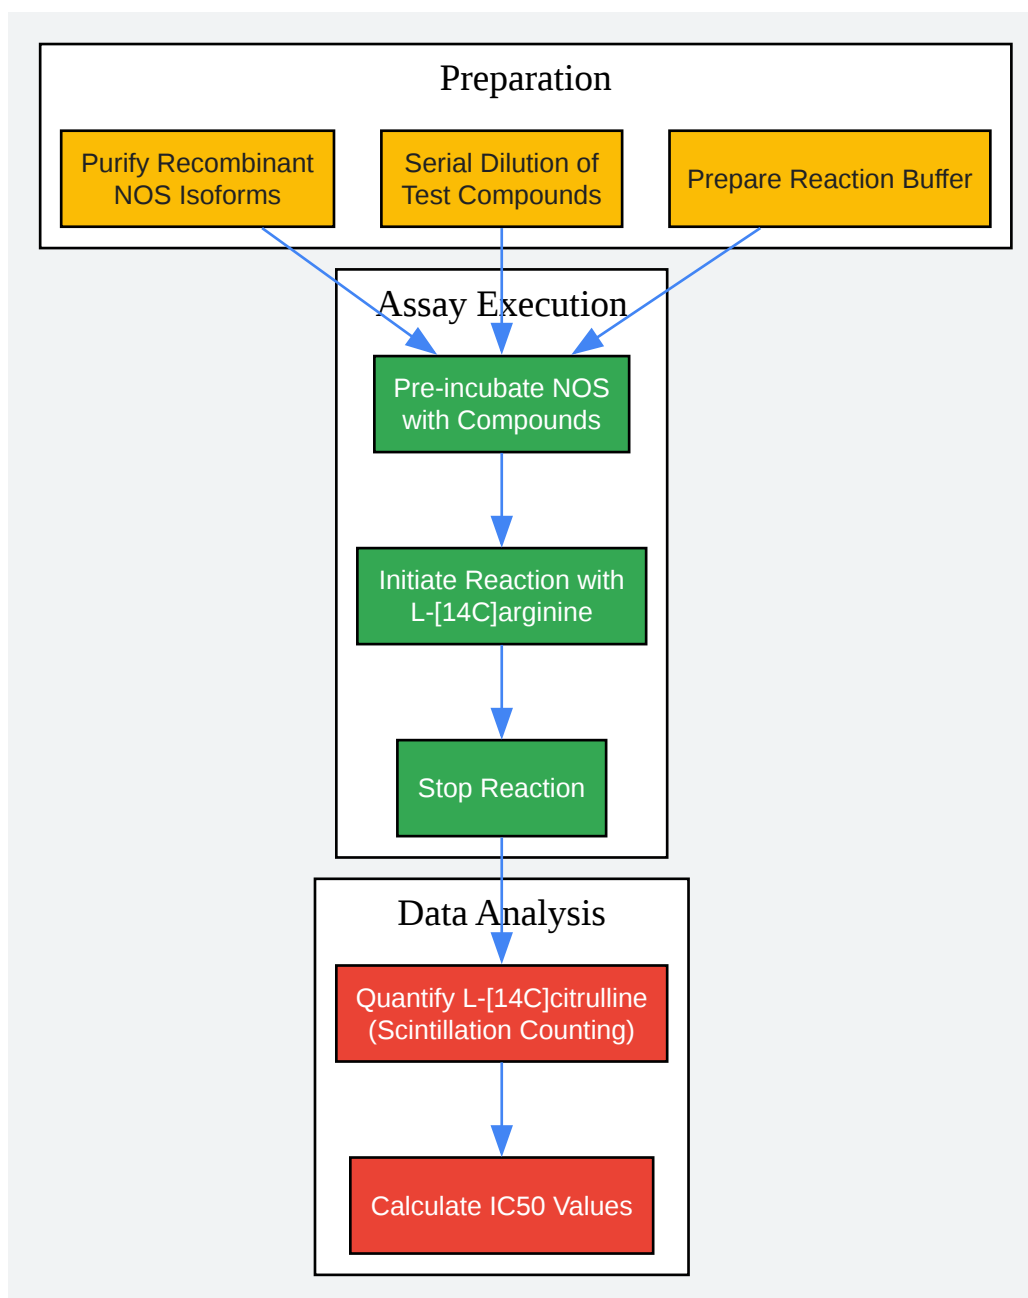 Preparation
Purify Recombinant
NOS Isoforms
Serial Dilution of
Test Compounds
Prepare Reaction Buffer
Assay Execution
Pre-incubate NOS
with Compounds
Initiate Reaction with
L-[14C]arginine
Stop Reaction
Data Analysis
Quantify L-[14C]citrulline
(Scintillation Counting)
Calculate IC50 Values